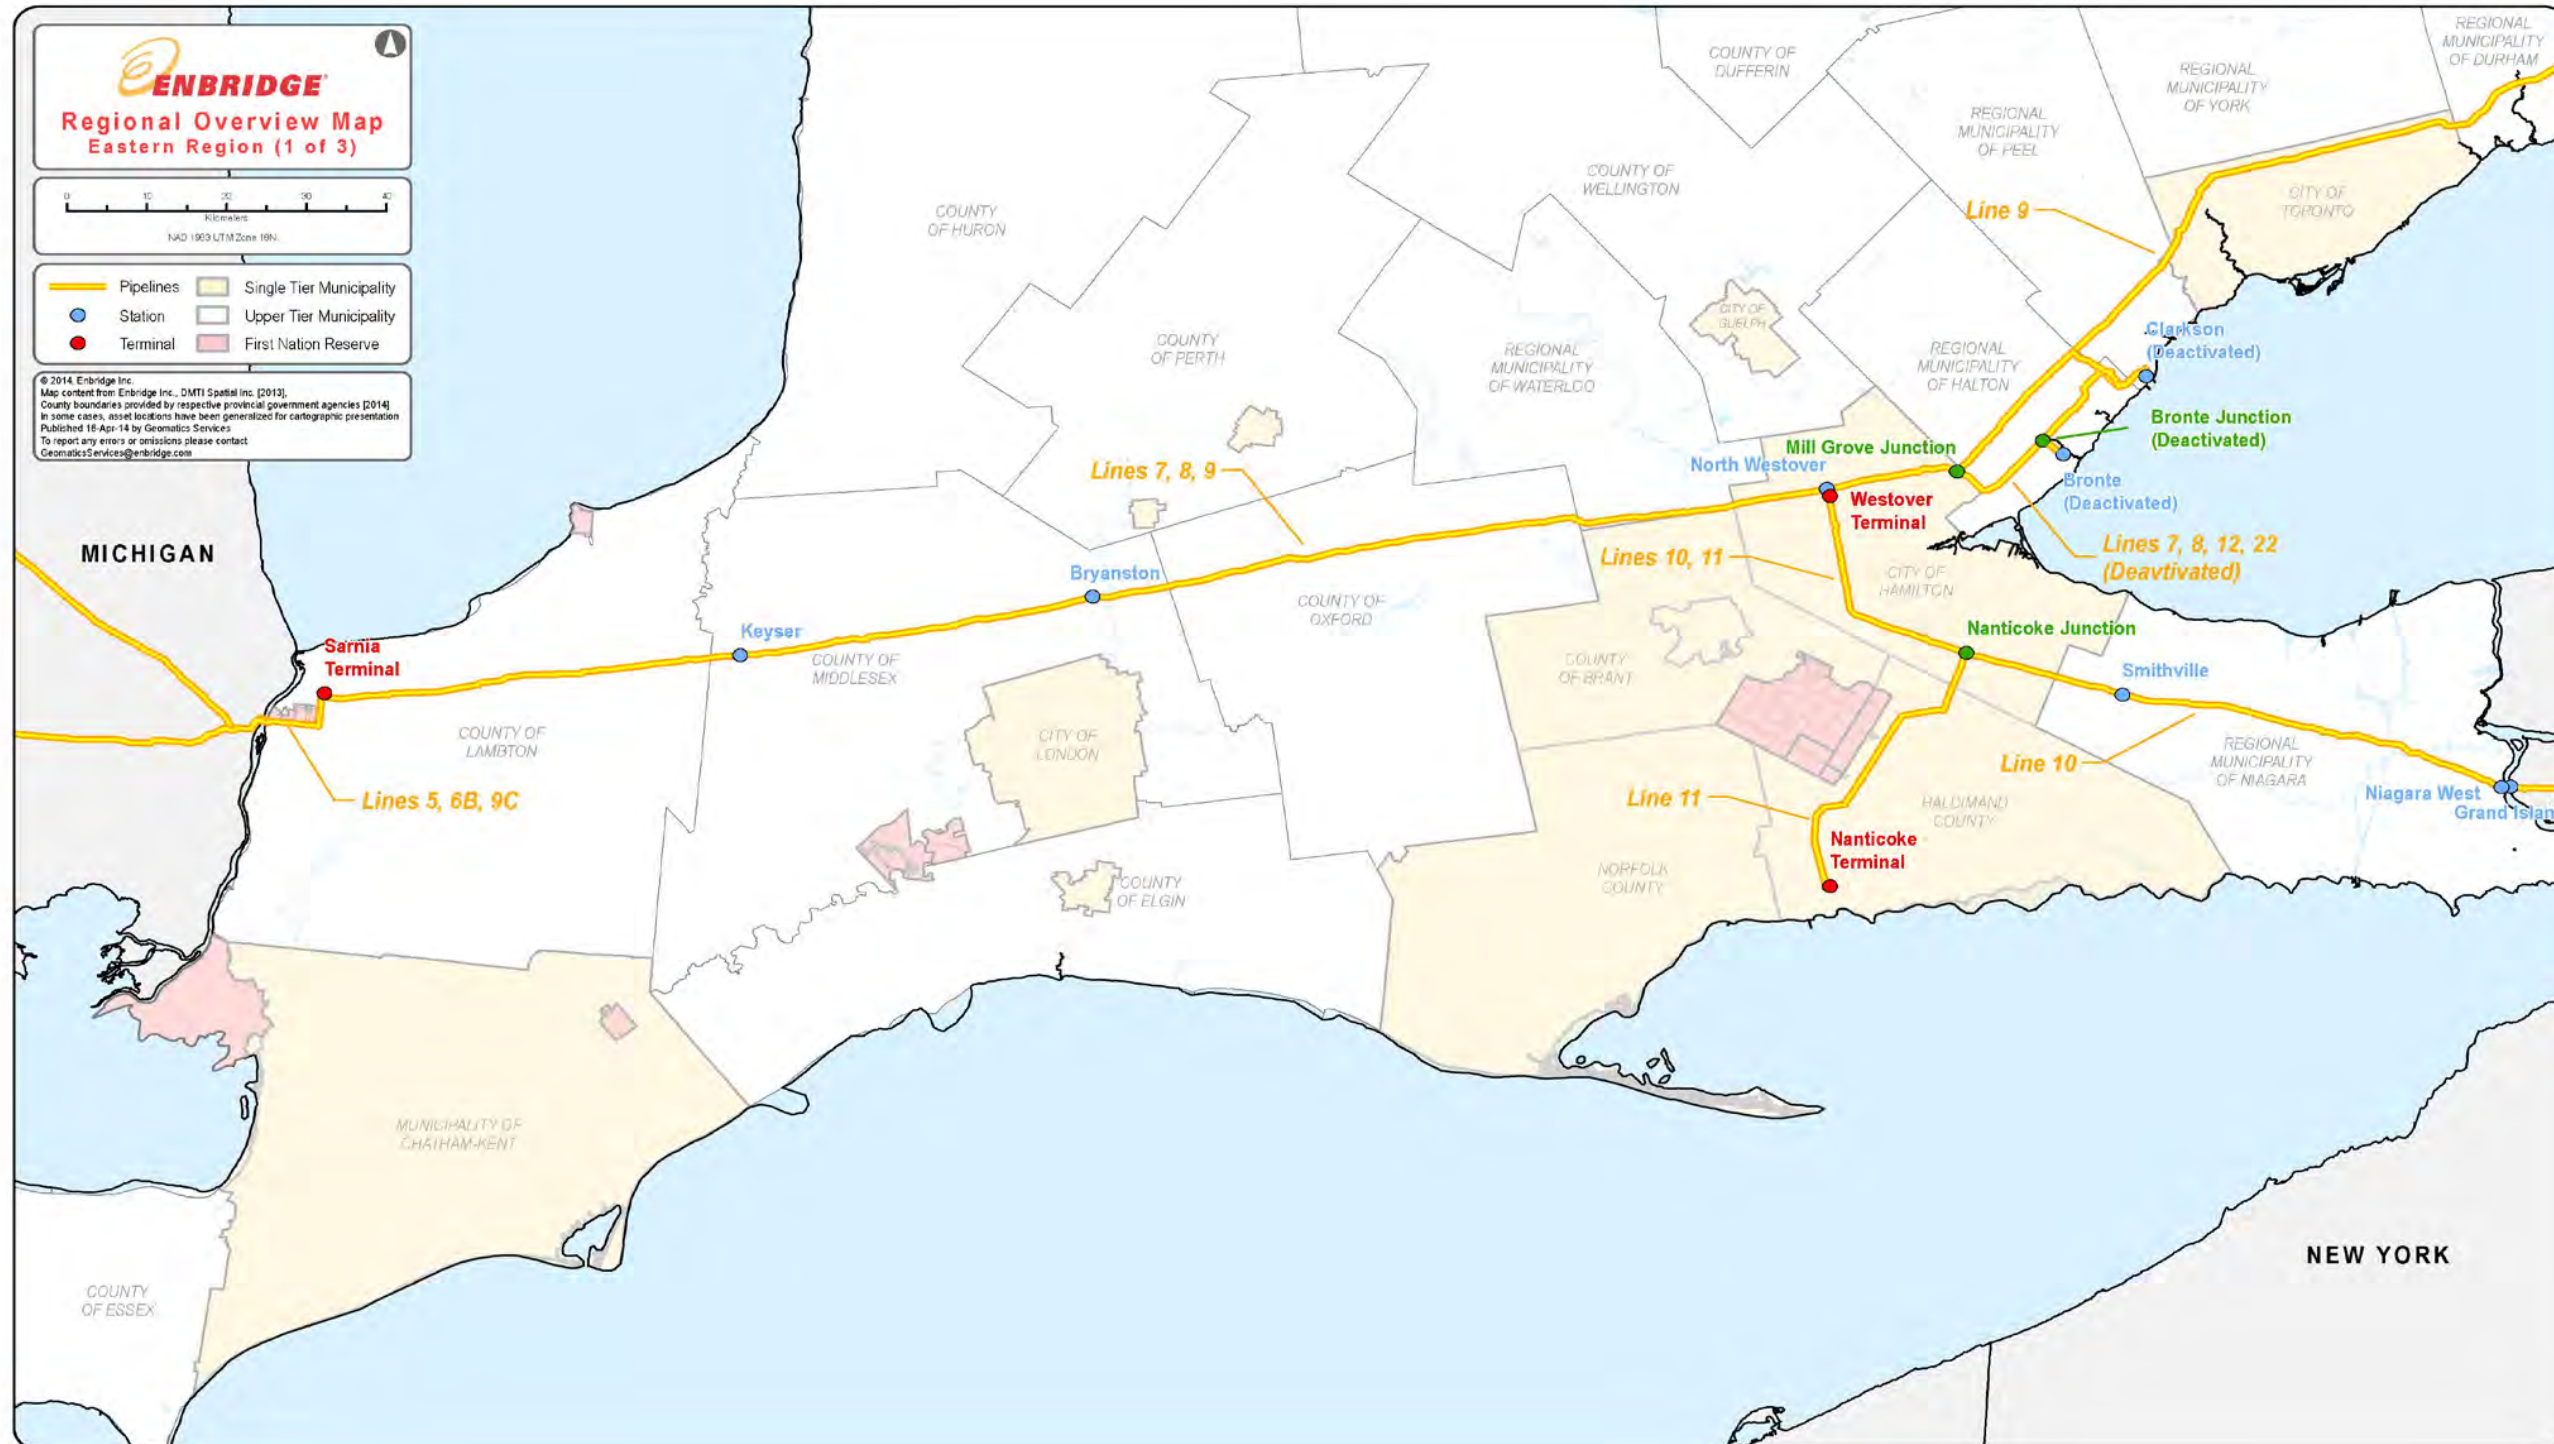 ENBRIDGE
Regional Overview Map
Eastern Region (1 of 3)
0 10 20 30 40
Kilometers
NAD 1983 UTM Zone 16N
Pipelines
Single Tier Municipality
Station
Upper Tier Municipality
Terminal
First Nation Reserve
© 2014, Enbridge Inc.
Map content from Enbridge Inc., DMTI Spatial Inc. [2013],
County boundaries provided by respective provincial government agencies [2014]
In some cases, asset locations have been generalized for cartographic presentation
Published 16-Apr-14 by Geomatics Services
To report any errors or omissions please contact
GeomaticsServices@enbridge.com
COUNTY OF
DUFFERIN
REGIONAL
MUNICIPALITY
OF DURHAM
REGIONAL
MUNICIPALITY
OF YORK
REGIONAL
MUNICIPALITY
OF PEEL
COUNTY OF
WELLINGTON
CITY OF
TORONTO
Line 9
COUNTY
OF HURON
CITY OF
GUELPH
COUNTY
OF PERTH
REGIONAL
MUNICIPALITY
OF WATERLOO
REGIONAL
MUNICIPALITY
OF HALTON
Clarkson
(Deactivated)
Bronte Junction
(Deactivated)
Mill Grove Junction
North Westover
Lines 7, 8, 9
Westover
Terminal
Bronte
(Deactivated)
Lines 7, 8, 12, 22
(Deavtivated)
MICHIGAN
Lines 10, 11
Bryanston
CITY OF
HAMILTON
COUNTY OF
OXFORD
Keyser
Nanticoke Junction
Sarnia
Terminal
COUNTY OF
MIDDLESEX
COUNTY
OF BRANT
Smithville
COUNTY OF
LAMBTON
CITY OF
LONDON
REGIONAL
MUNICIPALITY
OF NIAGARA
Line 10
Lines 5, 6B, 9C
Line 11
Niagara West
Grand Islan
HALDIMAND
COUNTY
Nanticoke
Terminal
NORFOLK
COUNTY
COUNTY
OF ELGIN
MUNICIPALITY OF
CHATHAM-KENT
NEW YORK
COUNTY
OF ESSEX